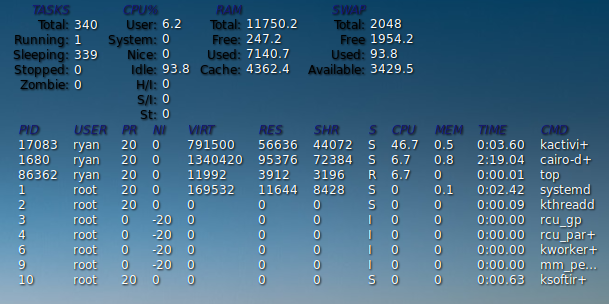 TASKS CPU% RAM SWAP
Total: 340 User: 6.2 Total: 11750.2 Total: 2048
Running: 1 System: 0 Free: 247.2 Free 1954.2
Sleeping: 339 Nice: 0 Used: 7140.7 Used: 93.8
Stopped: 0 Idle: 93.8 Cache: 4362.4 Available: 3429.5
Zombie: 0 H/I: 0
S/I: 0
St: 0
PID USER PR NI VIRT RES SHR S CPU MEM TIME CMD
17083 ryan 20 0 791500 56636 44072 S 46.7 0.5 0:03.60 kactivi+
1680 ryan 20 0 1340420 95376 72384 S 6.7 0.8 2:19.04 cairo-d+
86362 ryan 20 0 11992 3912 3196 R 6.7 0 0:00.01 top
1 root 20 0 169532 11644 8428 S 0 0.1 0:02.42 systemd
2 root 20 0 0 0 0 S 0 0 0:00.09 kthreadd
3 root 0 -20 0 0 0 I 0 0 0:00.00 rcu_gp
4 root 0 -20 0 0 0 I 0 0 0:00.00 rcu_par+
6 root 0 -20 0 0 0 I 0 0 0:00.00 kworker+
9 root 0 -20 0 0 0 I 0 0 0:00.00 mm_pe...
10 root 20 0 0 0 0 S 0 0 0:00.63 ksoftir+